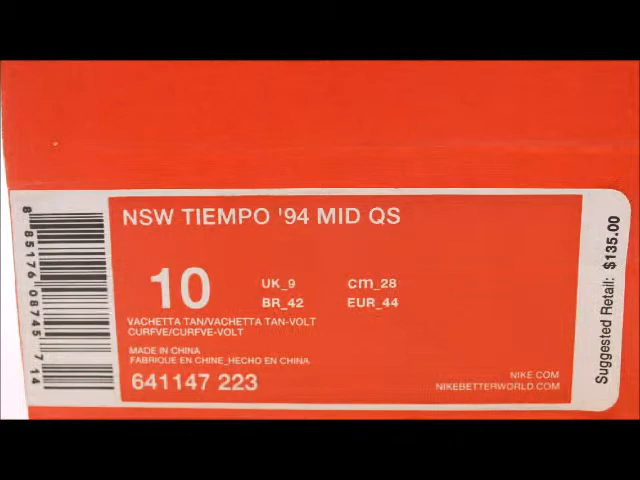 NSW TIEMPO '94 MID QS
10
UK_9 cm_28
BR_42 EUR_44
VACHETTA TAN/VACHETTA TAN-VOLT
CURFVE/CURFVE-VOLT
MADE IN CHINA
FABRIQUE EN CHINE_HECHO EN CHINA
641147 223
NIKE.COM
NIKEBETTERWORLD.COM
Suggested Retail: $135.00
8 85176 08745 7 14